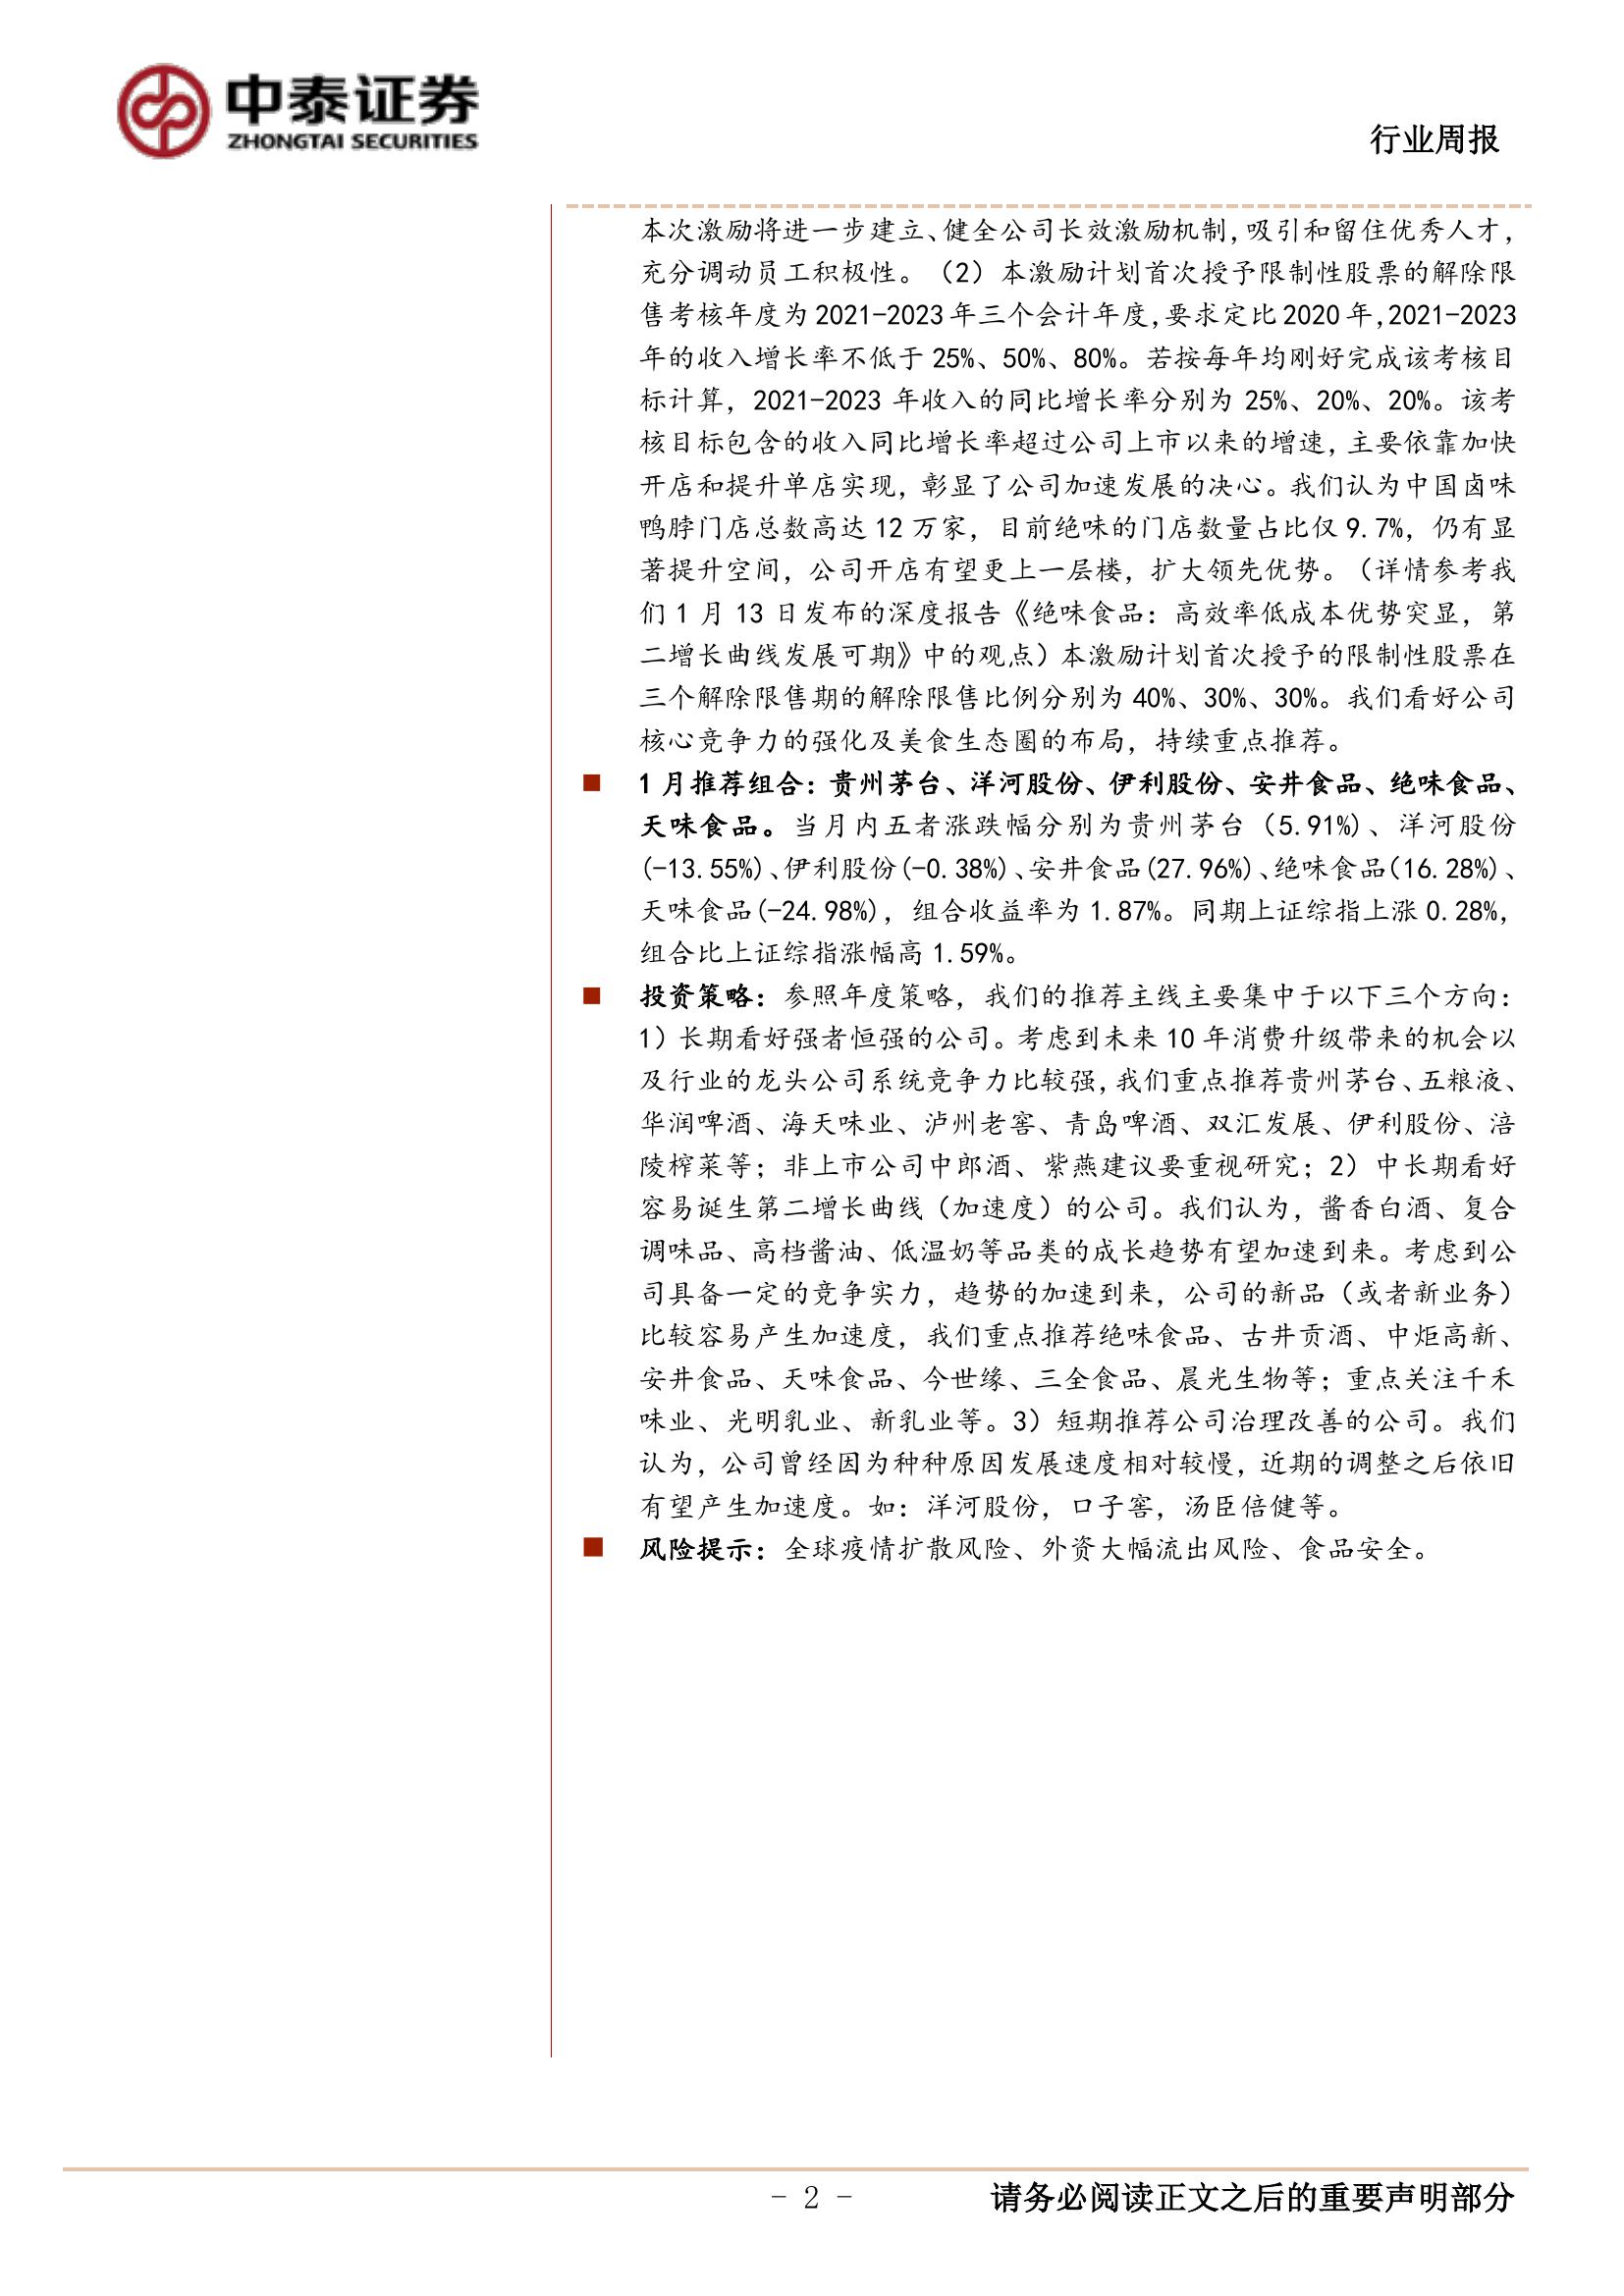 中泰证券
ZHONGTAI SECURITIES
行业周报
本次激励将进一步建立、健全公司长效激励机制，吸引和留住优秀人才，
充分调动员工积极性。（2）本激励计划首次授予限制性股票的解除限
售考核年度为 2021-2023 年三个会计年度，要求定比 2020 年，2021-2023
年的收入增长率不低于 25%、50%、80%。若按每年均刚好完成该考核目
标计算，2021-2023 年收入的同比增长率分别为 25%、20%、20%。该考
核目标包含的收入同比增长率超过公司上市以来的增速，主要依靠加快
开店和提升单店实现，彰显了公司加速发展的决心。我们认为中国卤味
鸭脖门店总数高达 12 万家，目前绝味的门店数量占比仅 9.7%，仍有显
著提升空间，公司开店有望更上一层楼，扩大领先优势。（详情参考我
们 1 月 13 日发布的深度报告《绝味食品：高效率低成本优势突显，第
二增长曲线发展可期》中的观点）本激励计划首次授予的限制性股票在
三个解除限售期的解除限售比例分别为 40%、30%、30%。我们看好公司
核心竞争力的强化及美食生态圈的布局，持续重点推荐。
■ 1 月推荐组合：贵州茅台、洋河股份、伊利股份、安井食品、绝味食品、
天味食品。当月内五者涨跌幅分别为贵州茅台（5.91%）、洋河股份
(-13.55%)、伊利股份(-0.38%)、安井食品(27.96%)、绝味食品(16.28%)、
天味食品(-24.98%)，组合收益率为 1.87%。同期上证综指上涨 0.28%，
组合比上证综指涨幅高 1.59%。
■ 投资策略：参照年度策略，我们的推荐主线主要集中于以下三个方向：
1）长期看好强者恒强的公司。考虑到未来 10 年消费升级带来的机会以
及行业的龙头公司系统竞争力比较强，我们重点推荐贵州茅台、五粮液、
华润啤酒、海天味业、泸州老窖、青岛啤酒、双汇发展、伊利股份、涪
陵榨菜等；非上市公司中郎酒、紫燕建议要重视研究；2）中长期看好
容易诞生第二增长曲线（加速度）的公司。我们认为，酱香白酒、复合
调味品、高档酱油、低温奶等品类的成长趋势有望加速到来。考虑到公
司具备一定的竞争实力，趋势的加速到来，公司的新品（或者新业务）
比较容易产生加速度，我们重点推荐绝味食品、古井贡酒、中炬高新、
安井食品、天味食品、今世缘、三全食品、晨光生物等；重点关注千禾
味业、光明乳业、新乳业等。3）短期推荐公司治理改善的公司。我们
认为，公司曾经因为种种原因发展速度相对较慢，近期的调整之后依旧
有望产生加速度。如：洋河股份，口子窖，汤臣倍健等。
■ 风险提示：全球疫情扩散风险、外资大幅流出风险、食品安全。
- 2 -
请务必阅读正文之后的重要声明部分